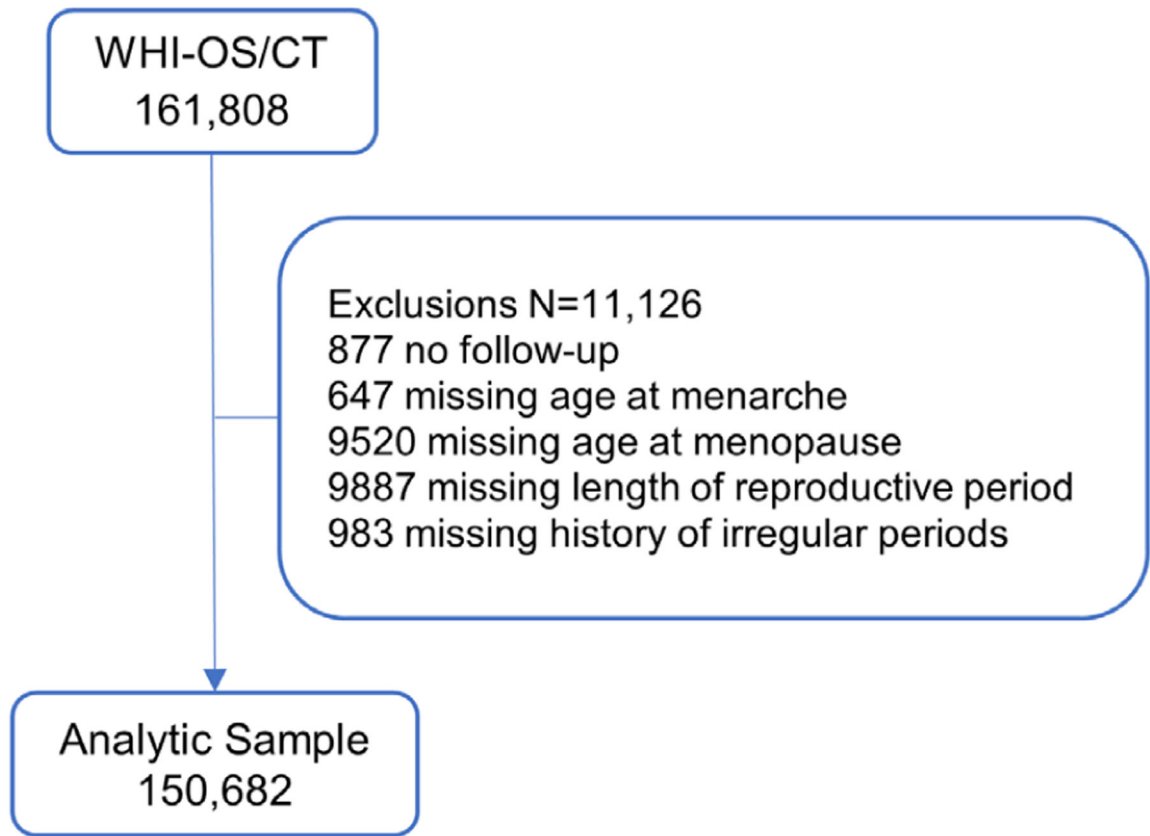 WHI-OS/CT
161,808
Exclusions N=11,126
877 no follow-up
647 missing age at menarche
9520 missing age at menopause
9887 missing length of reproductive period
983 missing history of irregular periods
Analytic Sample
150,682